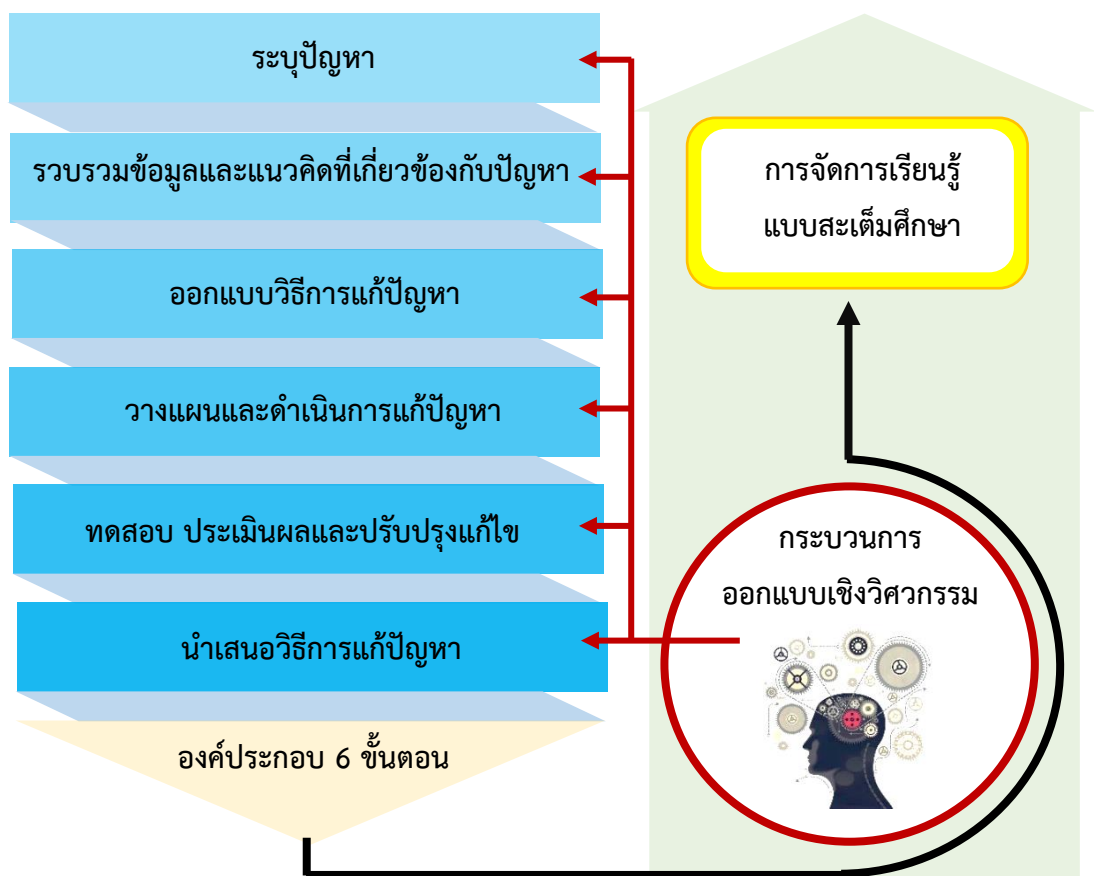 ระบุปัญหา
รวบรวมข้อมูลและแนวคิดที่เกี่ยวข้องกับปัญหา
ออกแบบวิธีการแก้ปัญหา
วางแผนและดำเนินการแก้ปัญหา
ทดสอบ ประเมินผลและปรับปรุงแก้ไข
นำเสนอวิธีการแก้ปัญหา
องค์ประกอบ 6 ขั้นตอน
การจัดการเรียนรู้
แบบสะเต็มศึกษา
กระบวนการ
ออกแบบเชิงวิศวกรรม